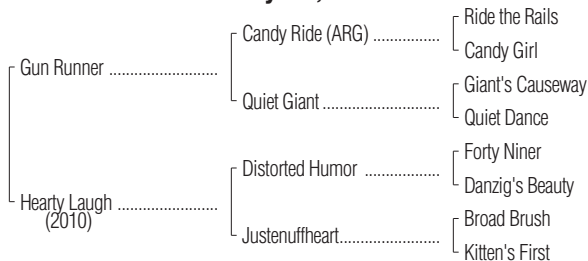 Ride the Rails
Candy Ride (ARG) ................
Candy Girl
Gun Runner ..........................
Giant's Causeway
Quiet Giant ............................
Quiet Dance
Forty Niner
Distorted Humor ..................
Danzig's Beauty
Hearty Laugh ........................
(2010)
Broad Brush
Justenuffheart........................
Kitten's First